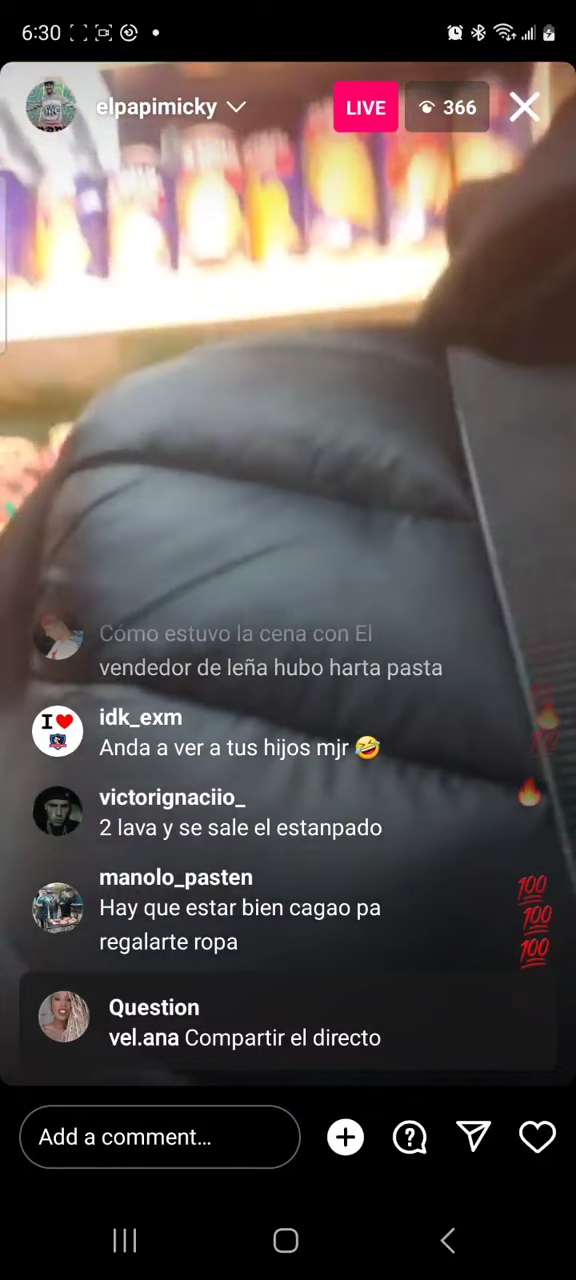 6:30
elpapimicky
LIVE
366
Cómo estuvo la cena con El
vendedor de leña hubo harta pasta
idk_exm
Anda a ver a tus hijos mjr 🤣
victorignaciio_
2 lava y se sale el estanpado
manolo_pasten
Hay que estar bien cagao pa
regalarte ropa
Question
vel.ana Compartir el directo
Add a comment...